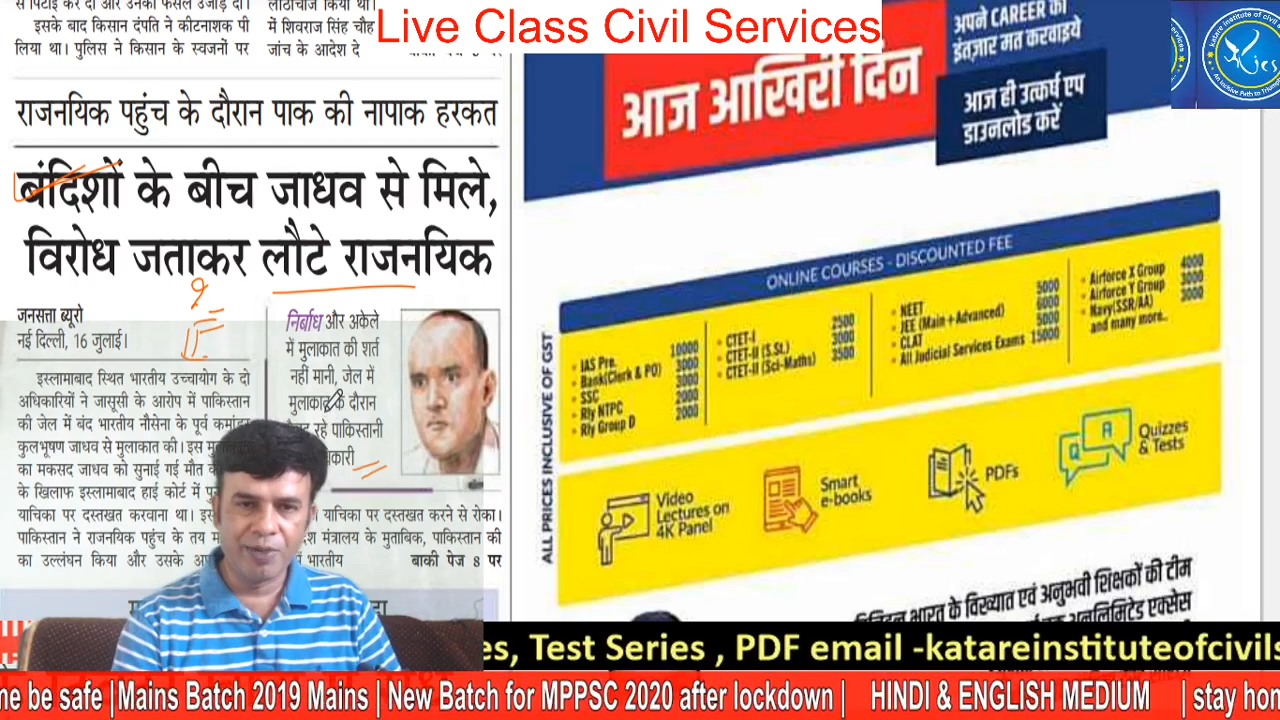 Live Class Civil Services
इसके बाद किसान दंपति ने कीटनाशक पी
लिया था। पुलिस ने किसान के स्वजनों पर
लाठीचार्ज किया था।
में शिवराज सिंह चौह
जांच के आदेश दे
राजनयिक पहुंच के दौरान पाक की नापाक हरकत
बंदिशों के बीच जाधव से मिले,
विरोध जताकर लौटे राजनयिक
जनसत्ता ब्यूरो
नई दिल्ली, 16 जुलाई।
इस्लामाबाद स्थित भारतीय उच्चायोग के दो
अधिकारियों ने जासूसी के आरोप में पाकिस्तान
की जेल में बंद भारतीय नौसेना के पूर्व कमांडर
कुलभूषण जाधव से मुलाकात की। इस
का मकसद जाधव को सुनाई गई मौत
के खिलाफ इस्लामाबाद हाई कोर्ट में
याचिका पर दस्तखत करवाना था।
पाकिस्तान ने राजनयिक पहुंच के तय
का उल्लंघन किया और उसके
निर्बाध और अकेले
में मुलाकात की शर्त
नहीं मानी, जेल में
मुलाकात के दौरान
रहे पाकिस्तानी
याचिका पर दस्तखत करने से रोका।
मंत्रालय के मुताबिक, पाकिस्तान की
भारतीय
बाकी पेज 8 पर
अपने CAREER को
इंतज़ार मत करवाइये
आज आखिरी दिन
आज ही उत्कर्ष एप
डाउनलोड करें
ONLINE COURSES - DISCOUNTED FEE
ALL PRICES INCLUSIVE OF GST
• IAS Pre. 10000
• Bank(Clerk & PO) 3000
• SSC 3000
• Rly NTPC 2000
• Rly Group D 2000
• CTET-I 2500
• CTET-II (S.St.) 3000
• CTET-II (Sci-Maths) 3500
• NEET 5000
• JEE (Main+Advanced) 6000
• CLAT 5000
• All Judicial Services Exams 15000
• Airforce X Group 4000
• Airforce Y Group 3000
• Navy(SSR/AA) 3000
and many more..
Video
Lectures on
4K Panel
Smart
e-books
PDFs
Quizzes
& Tests
भारत के विख्यात एवं अनुभवी शिक्षकों की टीम
अनलिमिटेड एक्सेस
es, Test Series , PDF email -katareinstituteofcivils
me be safe |Mains Batch 2019 Mains | New Batch for MPPSC 2020 after lockdown | HINDI & ENGLISH MEDIUM | stay hom